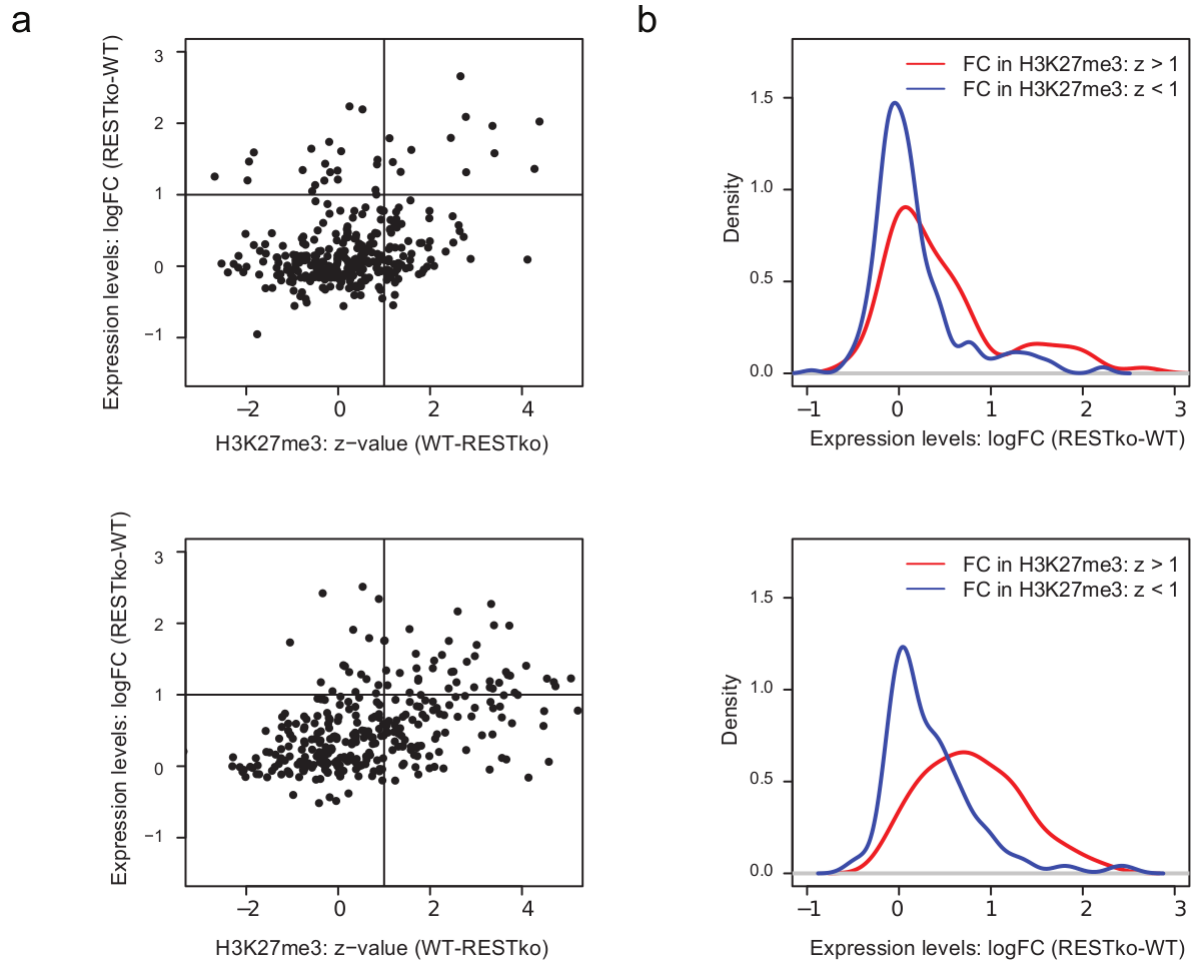 a
b
Expression levels: logFC (RESTko-WT)
3
2
1
0
−1
−2
0
2
4
H3K27me3: z−value (WT-RESTko)
FC in H3K27me3: z > 1
FC in H3K27me3: z < 1
Density
1.5
1.0
0.5
0.0
−1
0
1
2
3
Expression levels: logFC (RESTko-WT)
Expression levels: logFC (RESTko-WT)
3
2
1
0
−1
−2
0
2
4
H3K27me3: z−value (WT-RESTko)
FC in H3K27me3: z > 1
FC in H3K27me3: z < 1
Density
1.5
1.0
0.5
0.0
−1
0
1
2
3
Expression levels: logFC (RESTko-WT)